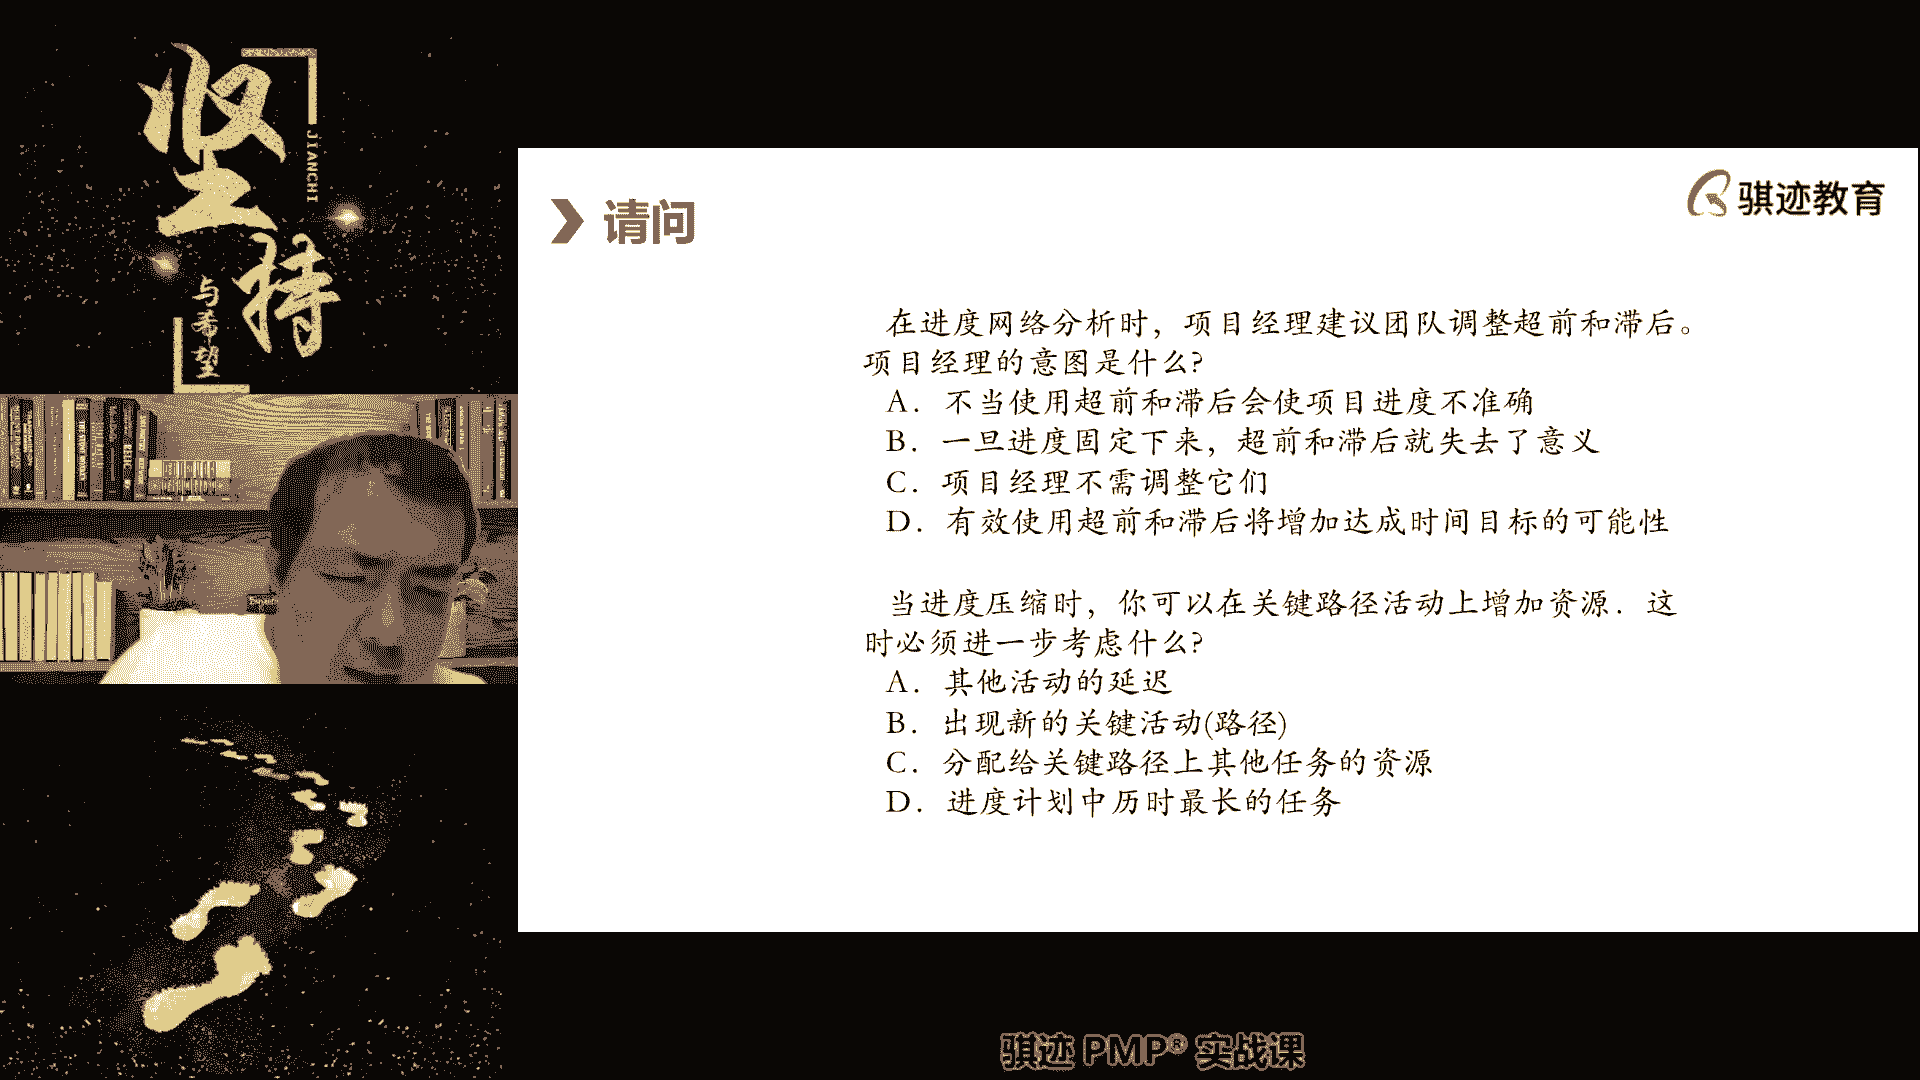 坚持
JIANCHI
与希望
骐迹教育
请问
在进度网络分析时，项目经理建议团队调整超前和滞后。
项目经理的意图是什么?
A. 不当使用超前和滞后会使项目进度不准确
B. 一旦进度固定下来，超前和滞后就失去了意义
C. 项目经理不需调整它们
D. 有效使用超前和滞后将增加达成时间目标的可能性
当进度压缩时，你可以在关键路径活动上增加资源．这
时必须进一步考虑什么?
A. 其他活动的延迟
B. 出现新的关键活动(路径)
C. 分配给关键路径上其他任务的资源
D. 进度计划中历时最长的任务
骐迹 PMP® 实战课